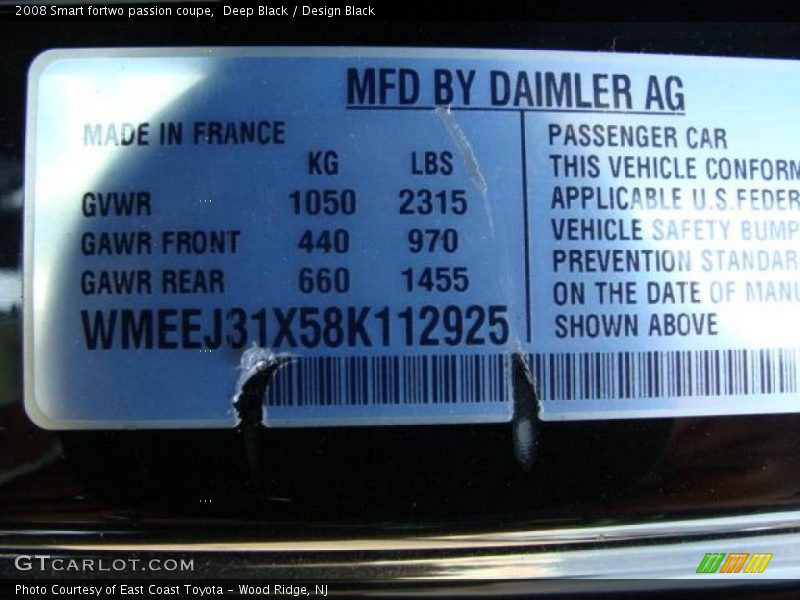 2008 Smart fortwo passion coupe,  Deep Black / Design Black
MFD BY DAIMLER AG
MADE IN FRANCE
KG LBS
GVWR 1050 2315
GAWR FRONT 440 970
GAWR REAR 660 1455
WMEEJ31X58K112925
PASSENGER CAR
THIS VEHICLE CONFORM
APPLICABLE U.S.FEDER
VEHICLE SAFETY BUMP
PREVENTION STANDAR
ON THE DATE OF MANU
SHOWN ABOVE
GTCARLOT.COM
Photo Courtesy of East Coast Toyota - Wood Ridge, NJ